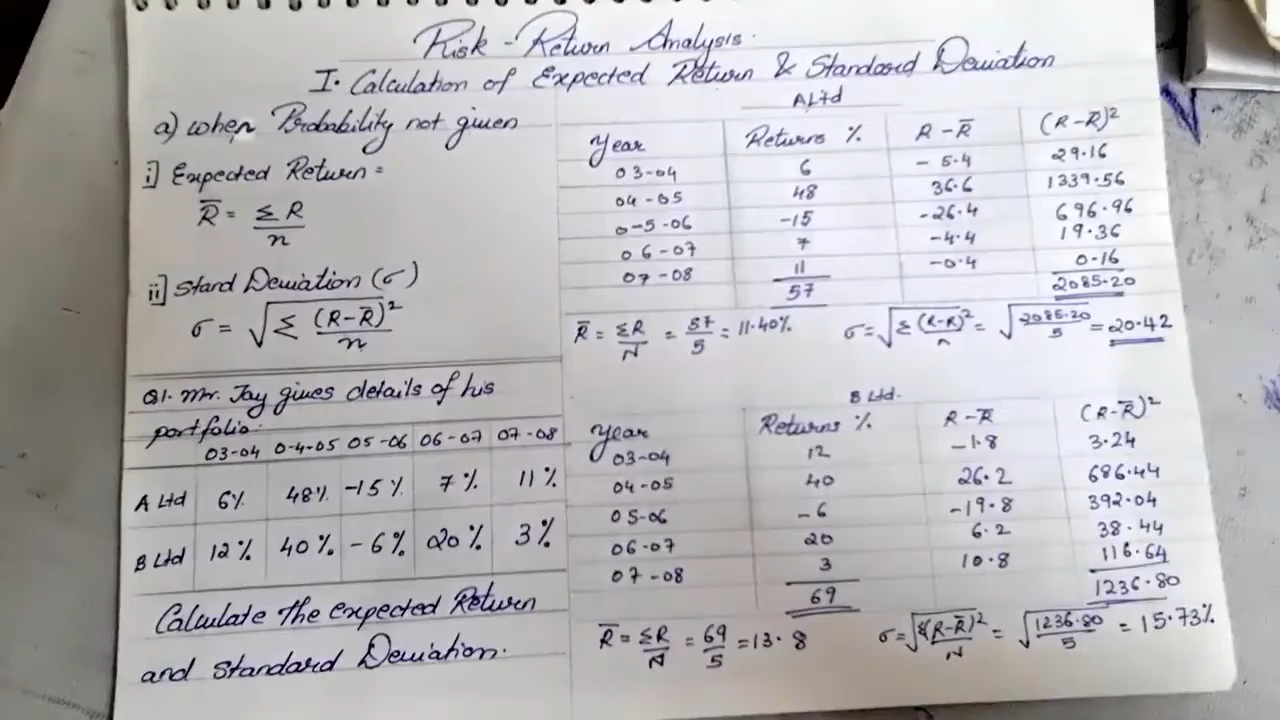 Risk - Return Analysis.
I. Calculation of Expected Return & Standard Deviation
a) when Probability not given
i] Expected Return =
R̅ = ΣR / n
ii] Stand Deviation (σ)
σ = √Σ (R-R̅)² / n
Q1. Mr. Jay gives details of his
portfolio.
03-04 0-4-05 05-06 06-07 07-08
A Ltd 6% 48% -15% 7% 11%
B Ltd 12% 40% -6% 20% 3%
Calculate the expected Return
and Standard Deviation.
A Ltd
Year Returns % R-R̅ (R-R̅)²
03-04 6 -5.4 29.16
04-05 48 36.6 1339.56
0-5-06 -15 -26.4 696.96
06-07 7 -4.4 19.36
07-08 11 -0.4 0.16
57 2085.20
R̅ = ΣR / N = 57 / 5 = 11.40% σ = √Σ(R-R)² / n = √2085.20 / 5 = 20.42
B Ltd.
Year Returns % R-R̅ (R-R̅)²
03-04 12 -1.8 3.24
04-05 40 26.2 686.44
05-06 -6 -19.8 392.04
06-07 20 6.2 38.44
07-08 3 10.8 116.64
69 1236.80
R̅ = ΣR / N = 69 / 5 = 13.8 σ = √Σ(R-R̅)² / N = √1236.80 / 5 = 15.73%